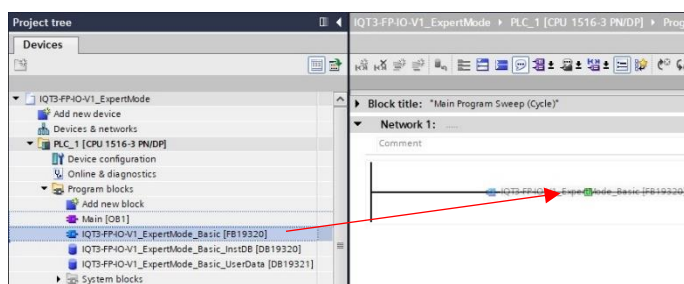 Project tree
IQT3-FP-IO-V1_ExpertMode ▸ PLC_1 [CPU 1516-3 PN/DP] ▸ Prog
Devices
IQT3-FP-IO-V1_ExpertMode
Add new device
Devices & networks
PLC_1 [CPU 1516-3 PN/DP]
Device configuration
Online & diagnostics
Program blocks
Add new block
Main [OB1]
IQT3-FP-IO-V1_ExpertMode_Basic [FB19320]
IQT3-FP-IO-V1_ExpertMode_Basic_InstDB [DB19320]
IQT3-FP-IO-V1_ExpertMode_Basic_UserData [DB19321]
System blocks
Block title: "Main Program Sweep (Cycle)"
Network 1: .....
Comment
IQT3-FP-IO-V1_ExpertMode_Basic [FB19320